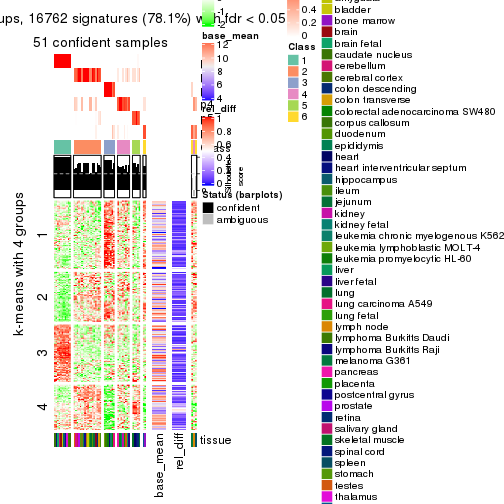 ups, 16762 signatures (78.1%) with fdr < 0.05
51 confident samples
k-means with 4 groups
1
2
3
4
base_mean
rel_diff
tissue
-2
base_mean
12
10
8
6
4
rel_diff
1
0.8
0.6
0.4
0.2
0
silhouette
score
Status (barplots)
confident
ambiguous
0.4
0.2
0
Class
1
2
3
4
5
6
bladder
bone marrow
brain
brain fetal
caudate nucleus
cerebellum
cerebral cortex
colon descending
colon transverse
colorectal adenocarcinoma SW480
corpus callosum
duodenum
epididymis
heart
heart interventricular septum
hippocampus
ileum
jejunum
kidney
kidney fetal
leukemia chronic myelogenous K562
leukemia lymphoblastic MOLT-4
leukemia promyelocytic HL-60
liver
liver fetal
lung
lung carcinoma A549
lung fetal
lymph node
lymphoma Burkitts Daudi
lymphoma Burkitts Raji
melanoma G361
pancreas
placenta
postcentral gyrus
prostate
retina
salivary gland
skeletal muscle
spinal cord
spleen
stomach
testes
thalamus